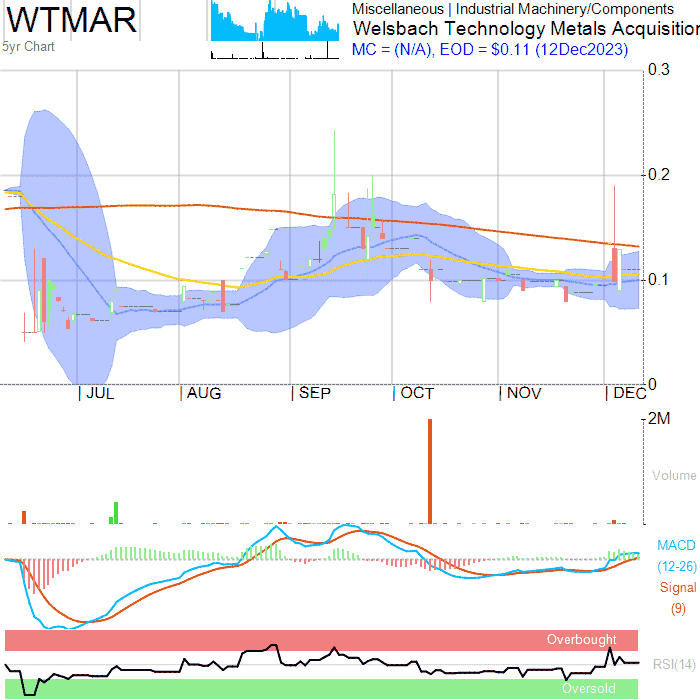 WTMAR
5yr Chart
Miscellaneous | Industrial Machinery/Components
Welsbach Technology Metals Acquisition
MC = (N/A), EOD = $0.11 (12Dec2023)
0.3
0.2
0.1
0
JUL AUG SEP OCT NOV DEC
2M
Volume
MACD
(12-26)
Signal
(9)
Overbought
RSI(14)
Oversold